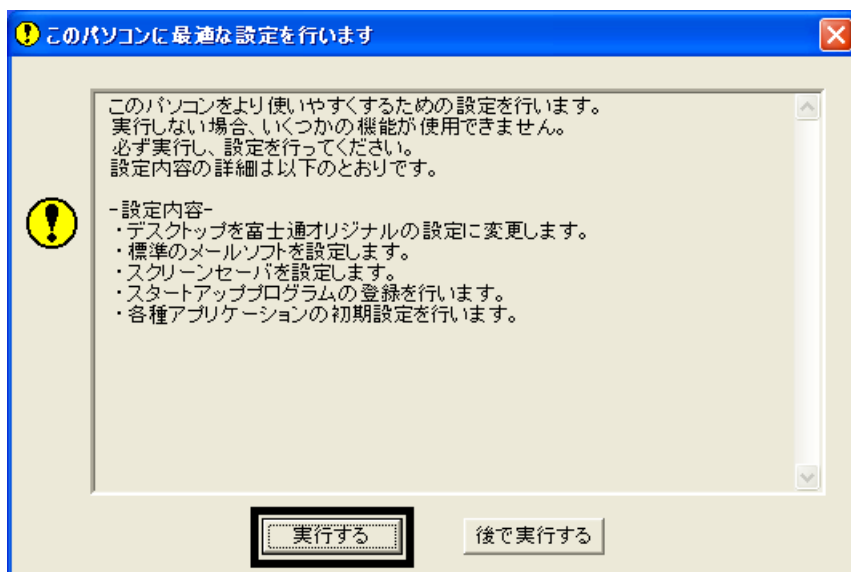 このパソコンに最適な設定を行います
このパソコンをより使いやすくするための設定を行います。
実行しない場合、いくつかの機能が使用できません。
必ず実行し、設定を行ってください。
設定内容の詳細は以下のとおりです。
-設定内容-
・デスクトップを富士通オリジナルの設定に変更します。
・標準のメールソフトを設定します。
・スクリーンセーバを設定します。
・スタートアッププログラムの登録を行います。
・各種アプリケーションの初期設定を行います。
実行する
後で実行する